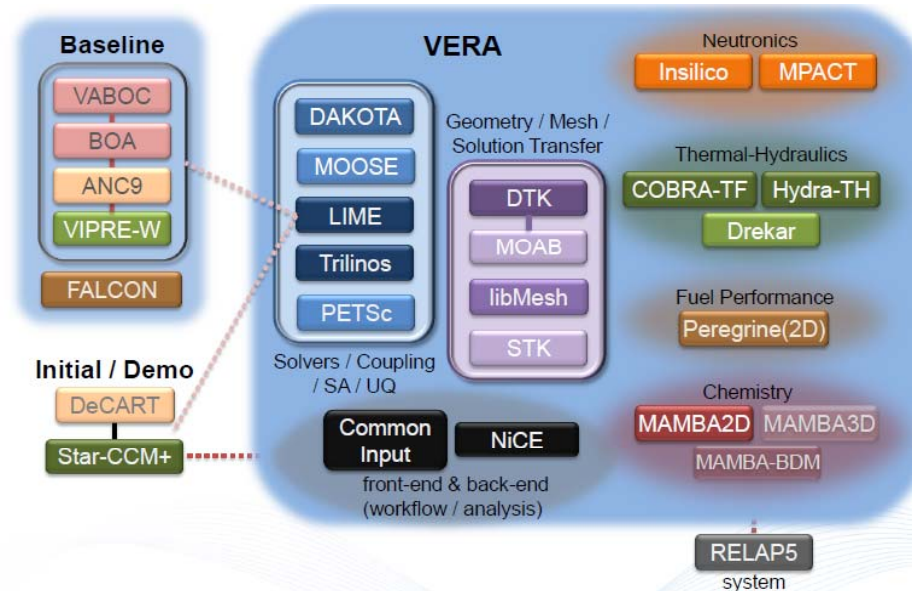 Baseline
VABOC
BOA
ANC9
VIPRE-W
FALCON
Initial / Demo
DeCART
Star-CCM+
VERA
DAKOTA
MOOSE
LIME
Trilinos
PETSc
Solvers / Coupling
/ SA / UQ
Geometry / Mesh /
Solution Transfer
DTK
MOAB
libMesh
STK
Common
Input
NiCE
front-end & back-end
(workflow / analysis)
Neutronics
Insilico
MPACT
Thermal-Hydraulics
COBRA-TF
Hydra-TH
Drekar
Fuel Performance
Peregrine(2D)
Chemistry
MAMBA2D
MAMBA3D
MAMBA-BDM
RELAP5
system